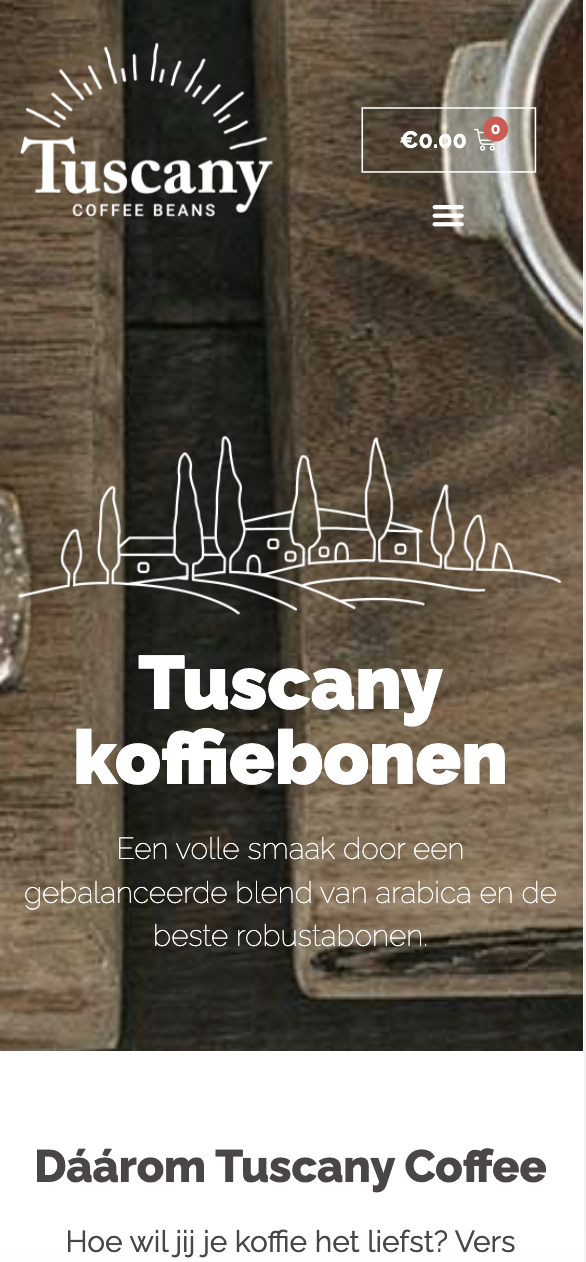 Tuscany
COFFEE BEANS
€0.00
0
Tuscany
koffiebonen
Een volle smaak door een
gebalanceerde blend van arabica en de
beste robustabonen.
Dáárom Tuscany Coffee
Hoe wil jij je koffie het liefst? Vers